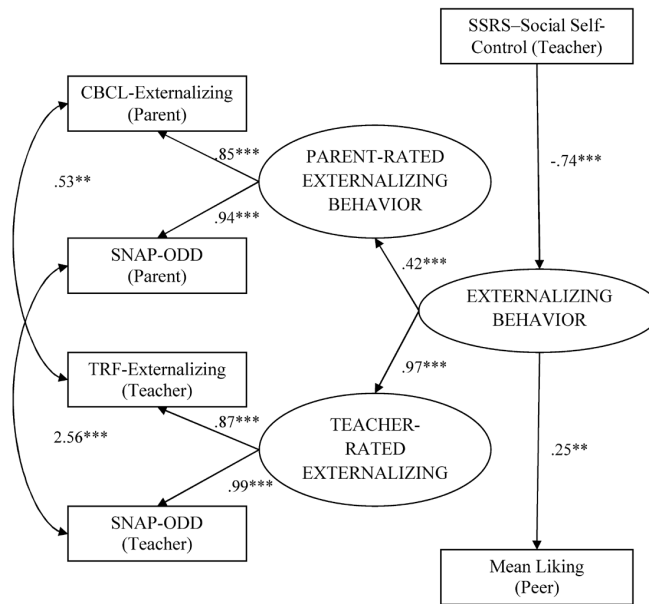 SSRS–Social Self-
Control (Teacher)
CBCL-Externalizing
(Parent)
.85***
PARENT-RATED
EXTERNALIZING
BEHAVIOR
-.74***
.53**
.94***
SNAP-ODD
(Parent)
.42***
EXTERNALIZING
BEHAVIOR
TRF-Externalizing
(Teacher)
.97***
.87***
TEACHER-
RATED
EXTERNALIZING
2.56***
.25**
.99***
SNAP-ODD
(Teacher)
Mean Liking
(Peer)